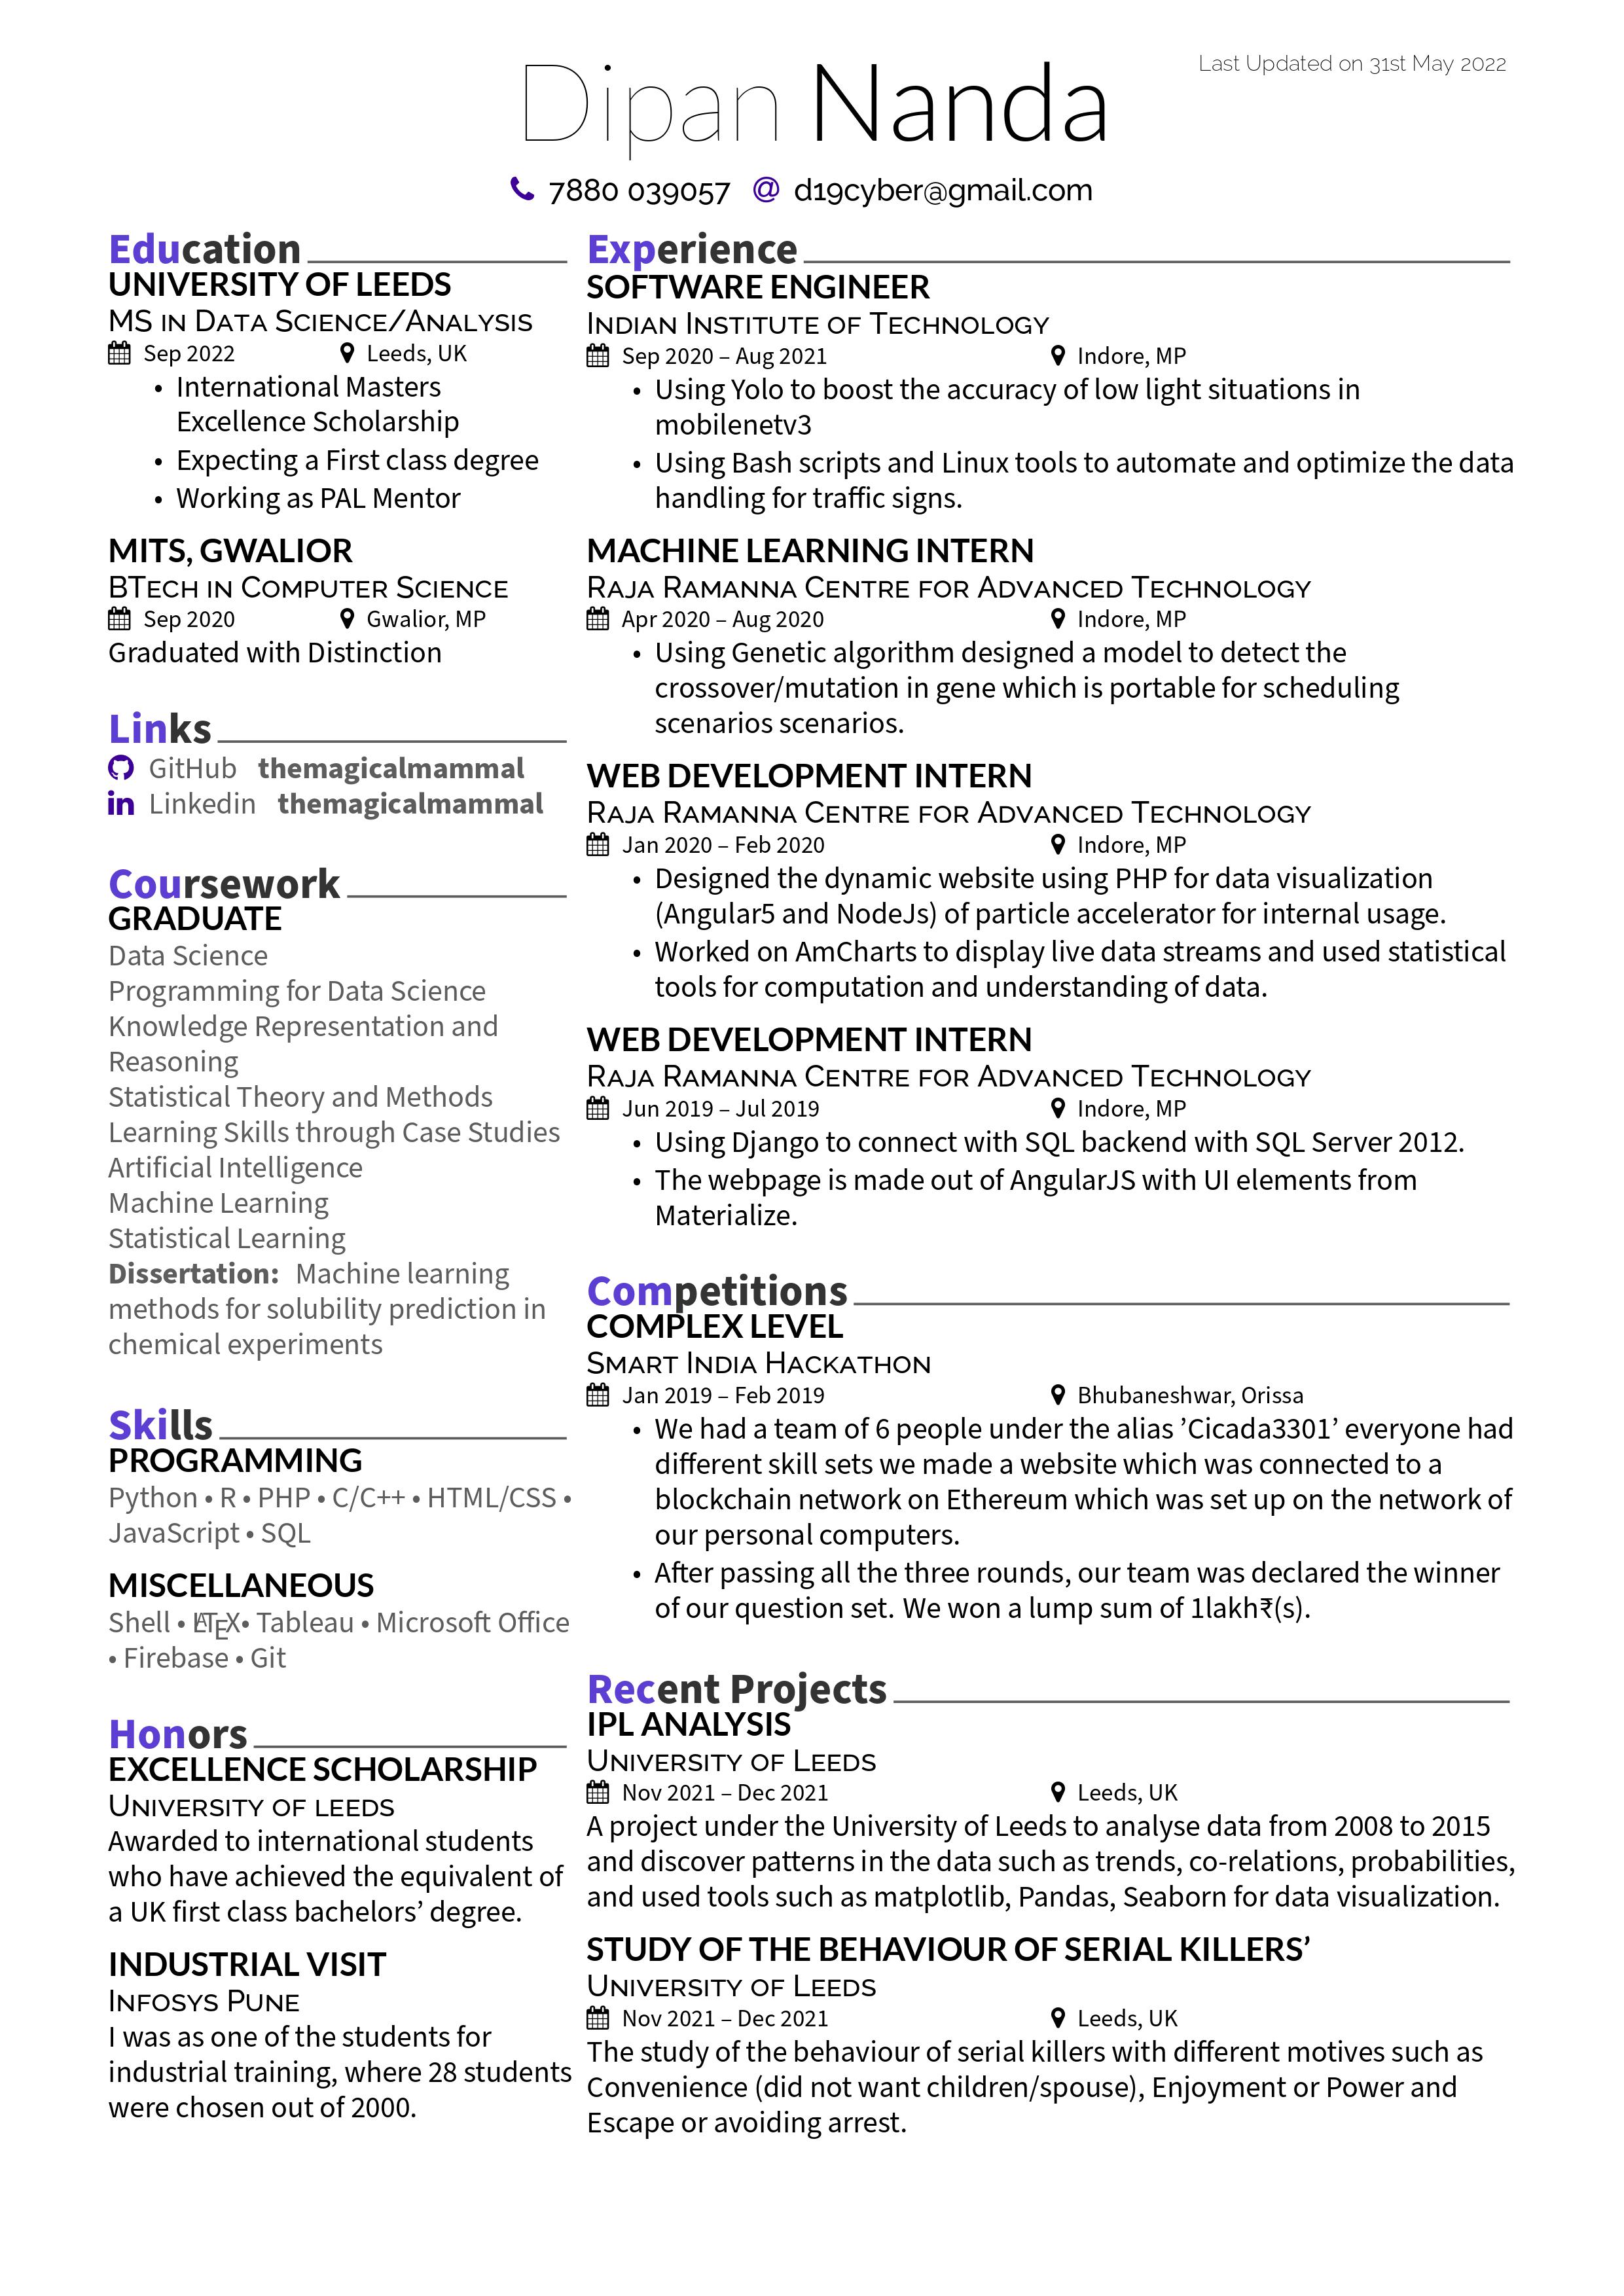 Last Updated on 31st May 2022
Dipan Nanda
7880 039057 @ d19cyber@gmail.com
Education
UNIVERSITY OF LEEDS
MS IN DATA SCIENCE/ANALYSIS
Sep 2022 Leeds, UK
• International Masters
Excellence Scholarship
• Expecting a First class degree
• Working as PAL Mentor
MITS, GWALIOR
BTECH IN COMPUTER SCIENCE
Sep 2020 Gwalior, MP
Graduated with Distinction
Links
GitHub themagicalmammal
in Linkedin themagicalmammal
Coursework
GRADUATE
Data Science
Programming for Data Science
Knowledge Representation and
Reasoning
Statistical Theory and Methods
Learning Skills through Case Studies
Artificial Intelligence
Machine Learning
Statistical Learning
Dissertation: Machine learning
methods for solubility prediction in
chemical experiments
Skills
PROGRAMMING
Python • R • PHP • C/C++ • HTML/CSS •
JavaScript • SQL
MISCELLANEOUS
Shell • LATEX• Tableau • Microsoft Office
• Firebase • Git
Honors
EXCELLENCE SCHOLARSHIP
UNIVERSITY OF LEEDS
Awarded to international students
who have achieved the equivalent of
a UK first class bachelors’ degree.
INDUSTRIAL VISIT
INFOSYS PUNE
I was as one of the students for
industrial training, where 28 students
were chosen out of 2000.
Experience
SOFTWARE ENGINEER
INDIAN INSTITUTE OF TECHNOLOGY
Sep 2020 – Aug 2021 Indore, MP
• Using Yolo to boost the accuracy of low light situations in
mobilenetv3
• Using Bash scripts and Linux tools to automate and optimize the data
handling for traffic signs.
MACHINE LEARNING INTERN
RAJA RAMANNA CENTRE FOR ADVANCED TECHNOLOGY
Apr 2020 – Aug 2020 Indore, MP
• Using Genetic algorithm designed a model to detect the
crossover/mutation in gene which is portable for scheduling
scenarios scenarios.
WEB DEVELOPMENT INTERN
RAJA RAMANNA CENTRE FOR ADVANCED TECHNOLOGY
Jan 2020 – Feb 2020 Indore, MP
• Designed the dynamic website using PHP for data visualization
(Angular5 and NodeJs) of particle accelerator for internal usage.
• Worked on AmCharts to display live data streams and used statistical
tools for computation and understanding of data.
WEB DEVELOPMENT INTERN
RAJA RAMANNA CENTRE FOR ADVANCED TECHNOLOGY
Jun 2019 – Jul 2019 Indore, MP
• Using Django to connect with SQL backend with SQL Server 2012.
• The webpage is made out of AngularJS with UI elements from
Materialize.
Competitions
COMPLEX LEVEL
SMART INDIA HACKATHON
Jan 2019 – Feb 2019 Bhubaneshwar, Orissa
• We had a team of 6 people under the alias ’Cicada3301’ everyone had
different skill sets we made a website which was connected to a
blockchain network on Ethereum which was set up on the network of
our personal computers.
• After passing all the three rounds, our team was declared the winner
of our question set. We won a lump sum of 1lakh₹(s).
Recent Projects
IPL ANALYSIS
UNIVERSITY OF LEEDS
Nov 2021 – Dec 2021 Leeds, UK
A project under the University of Leeds to analyse data from 2008 to 2015
and discover patterns in the data such as trends, co-relations, probabilities,
and used tools such as matplotlib, Pandas, Seaborn for data visualization.
STUDY OF THE BEHAVIOUR OF SERIAL KILLERS’
UNIVERSITY OF LEEDS
Nov 2021 – Dec 2021 Leeds, UK
The study of the behaviour of serial killers with different motives such as
Convenience (did not want children/spouse), Enjoyment or Power and
Escape or avoiding arrest.